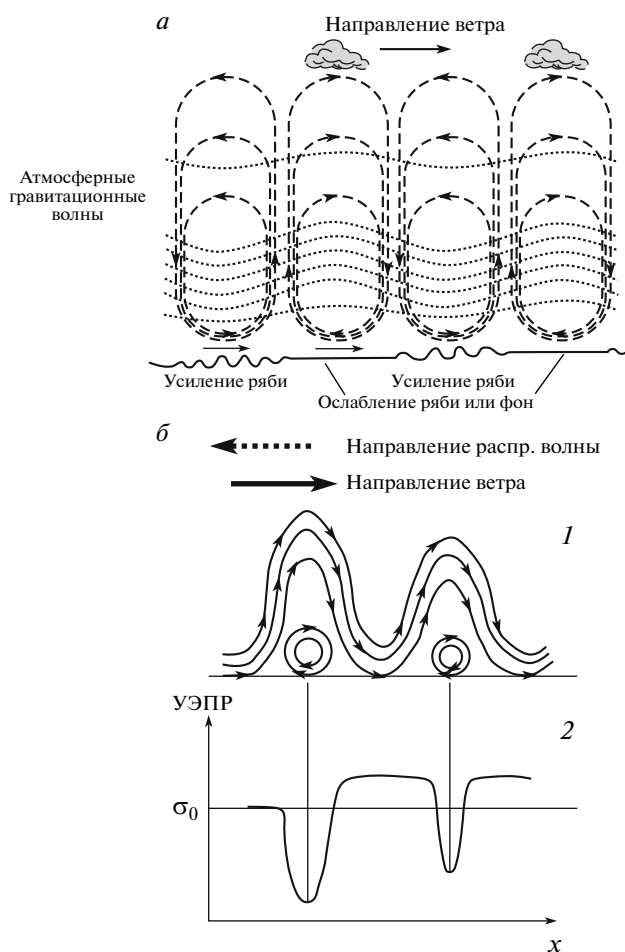 а
Направление ветра
Атмосферные
гравитационные
волны
Усиление ряби
Усиление ряби
Ослабление ряби или фон
б
Направление распр. волны
Направление ветра
1
УЭПР
2
σ0
x